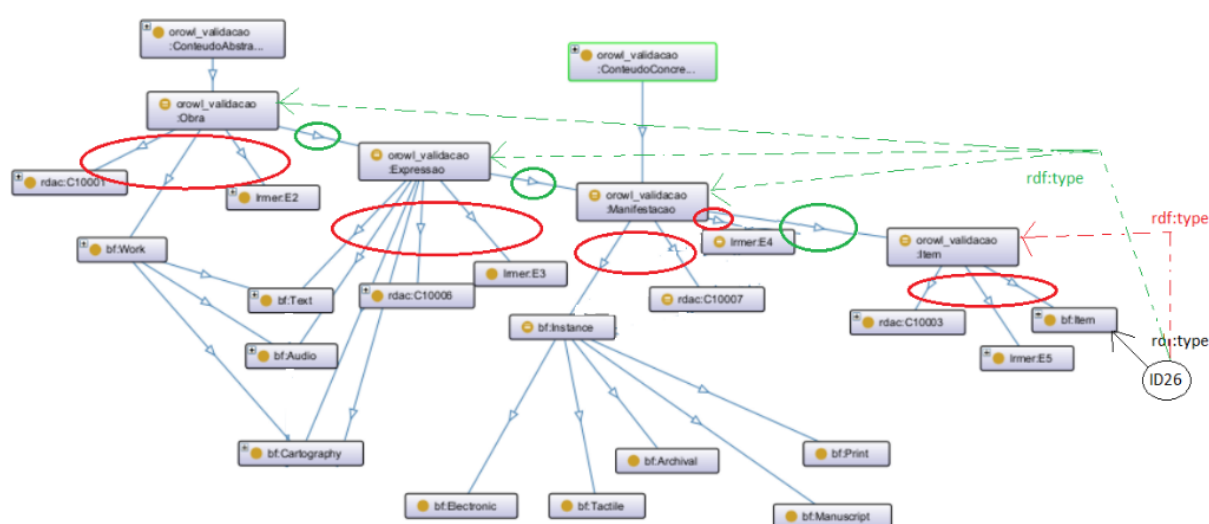 orowl_validacao
:ConteudoAbstra...
orowl_validacao
:ConteudoConcre...
orowl_validacao
:Obra
orowl_validacao
:Expressao
rdac:C10001
lrmer:E2
orowl_validacao
:Manifestacao
rdf:type
rdf:type
lrmer:E4
orowl_validacao
:Item
bf:Work
lrmer:E3
bf:Text
rdac:C10006
rdac:C10007
rdac:C10003
bf:Item
bf:Instance
rdf:type
bf:Audio
lrmer:E5
ID26
bf:Cartography
bf:Archival
bf:Print
bf:Electronic
bf:Tactile
bf:Manuscript